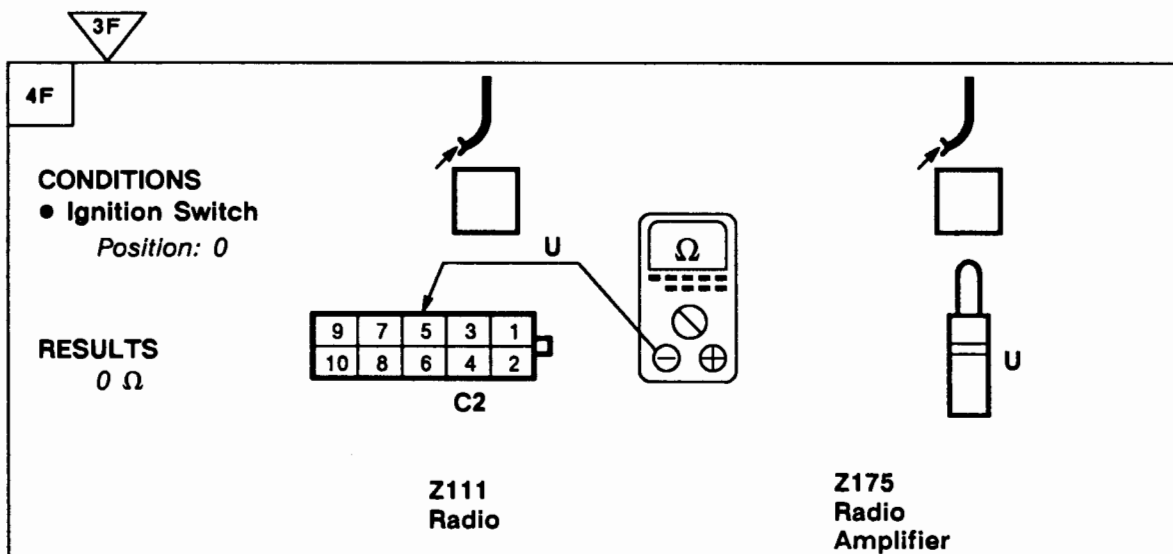 3F
4F
CONDITIONS
● Ignition Switch
Position: 0
RESULTS
0 Ω
U
Ω
9 7 5 3 1
10 8 6 4 2
C2
− +
U
Z111
Radio
Z175
Radio
Amplifier